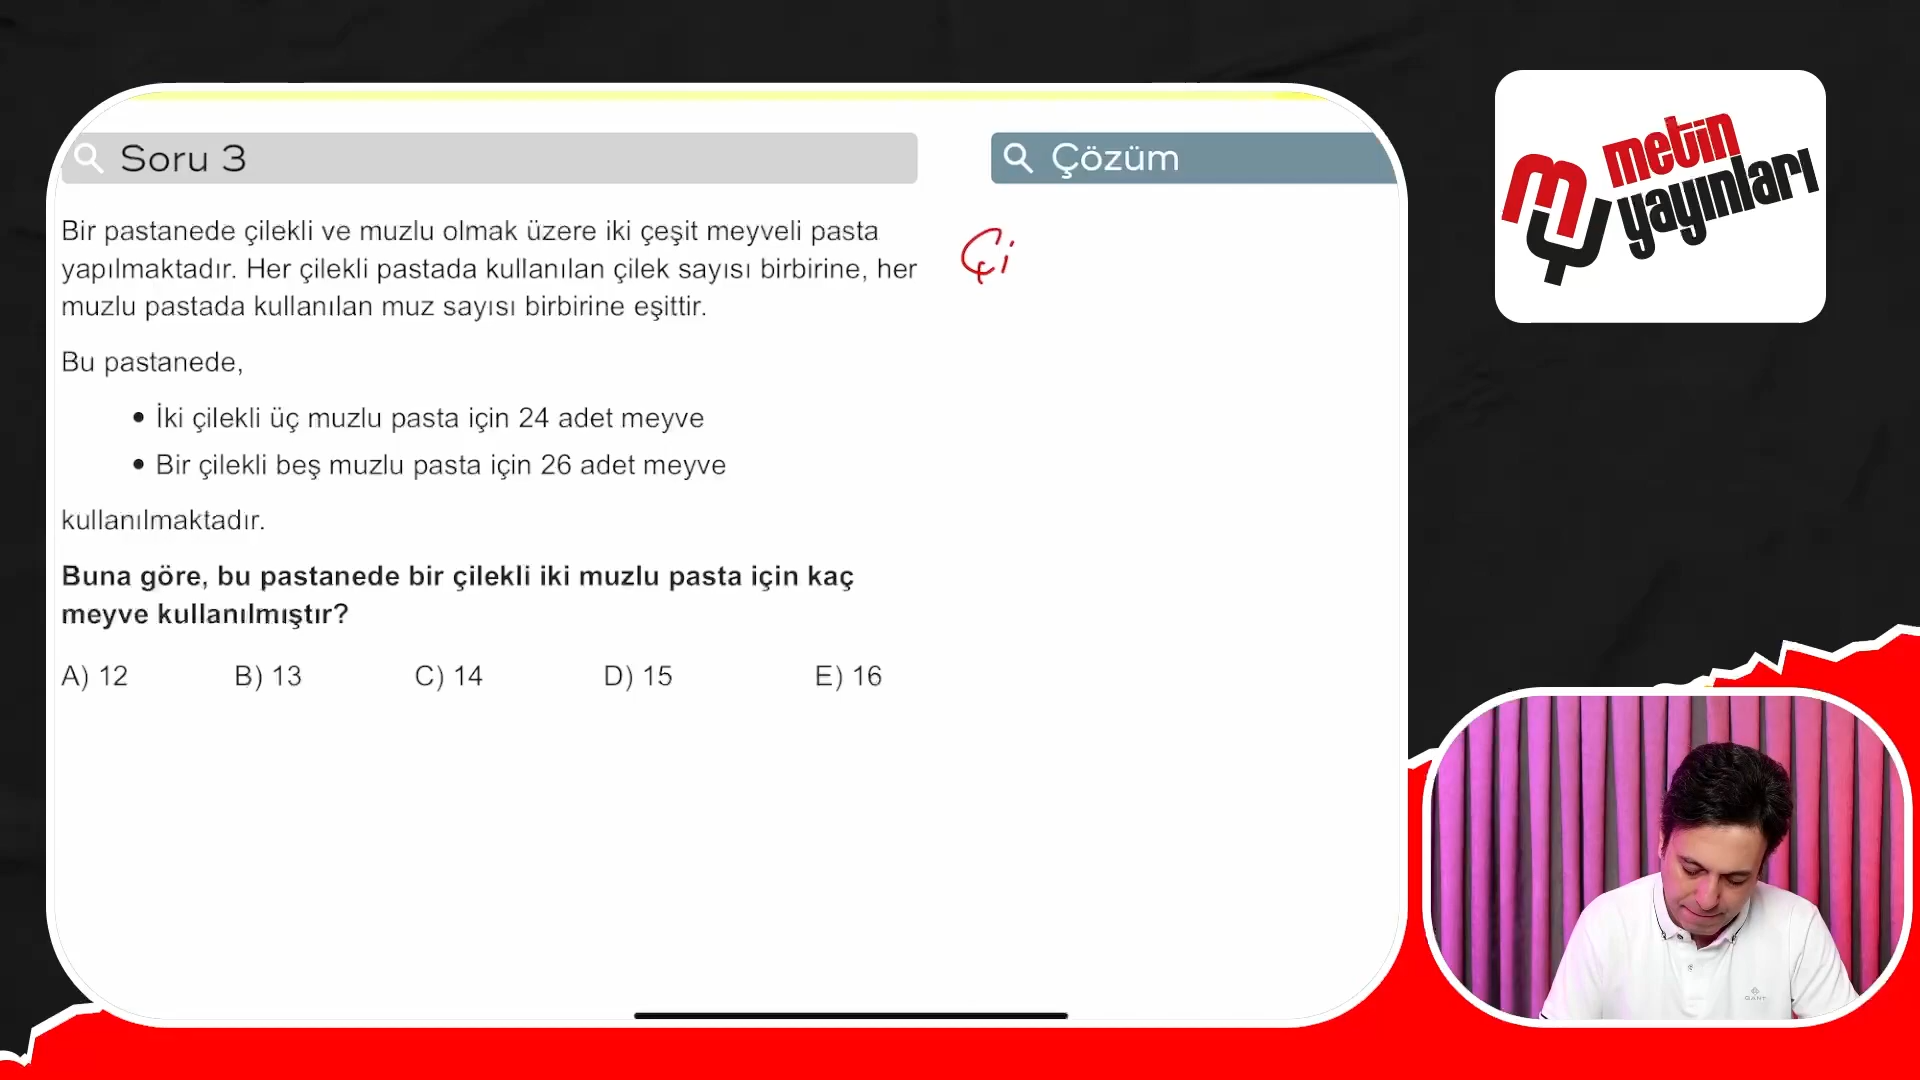 Soru 3
Bir pastanede çilekli ve muzlu olmak üzere iki çeşit meyveli pasta
yapılmaktadır. Her çilekli pastada kullanılan çilek sayısı birbirine, her
muzlu pastada kullanılan muz sayısı birbirine eşittir.
Bu pastanede,
• İki çilekli üç muzlu pasta için 24 adet meyve
• Bir çilekli beş muzlu pasta için 26 adet meyve
kullanılmaktadır.
Buna göre, bu pastanede bir çilekli iki muzlu pasta için kaç
meyve kullanılmıştır?
A) 12 B) 13 C) 14 D) 15 E) 16
Çözüm
Çi
metin
yayınları
GANT